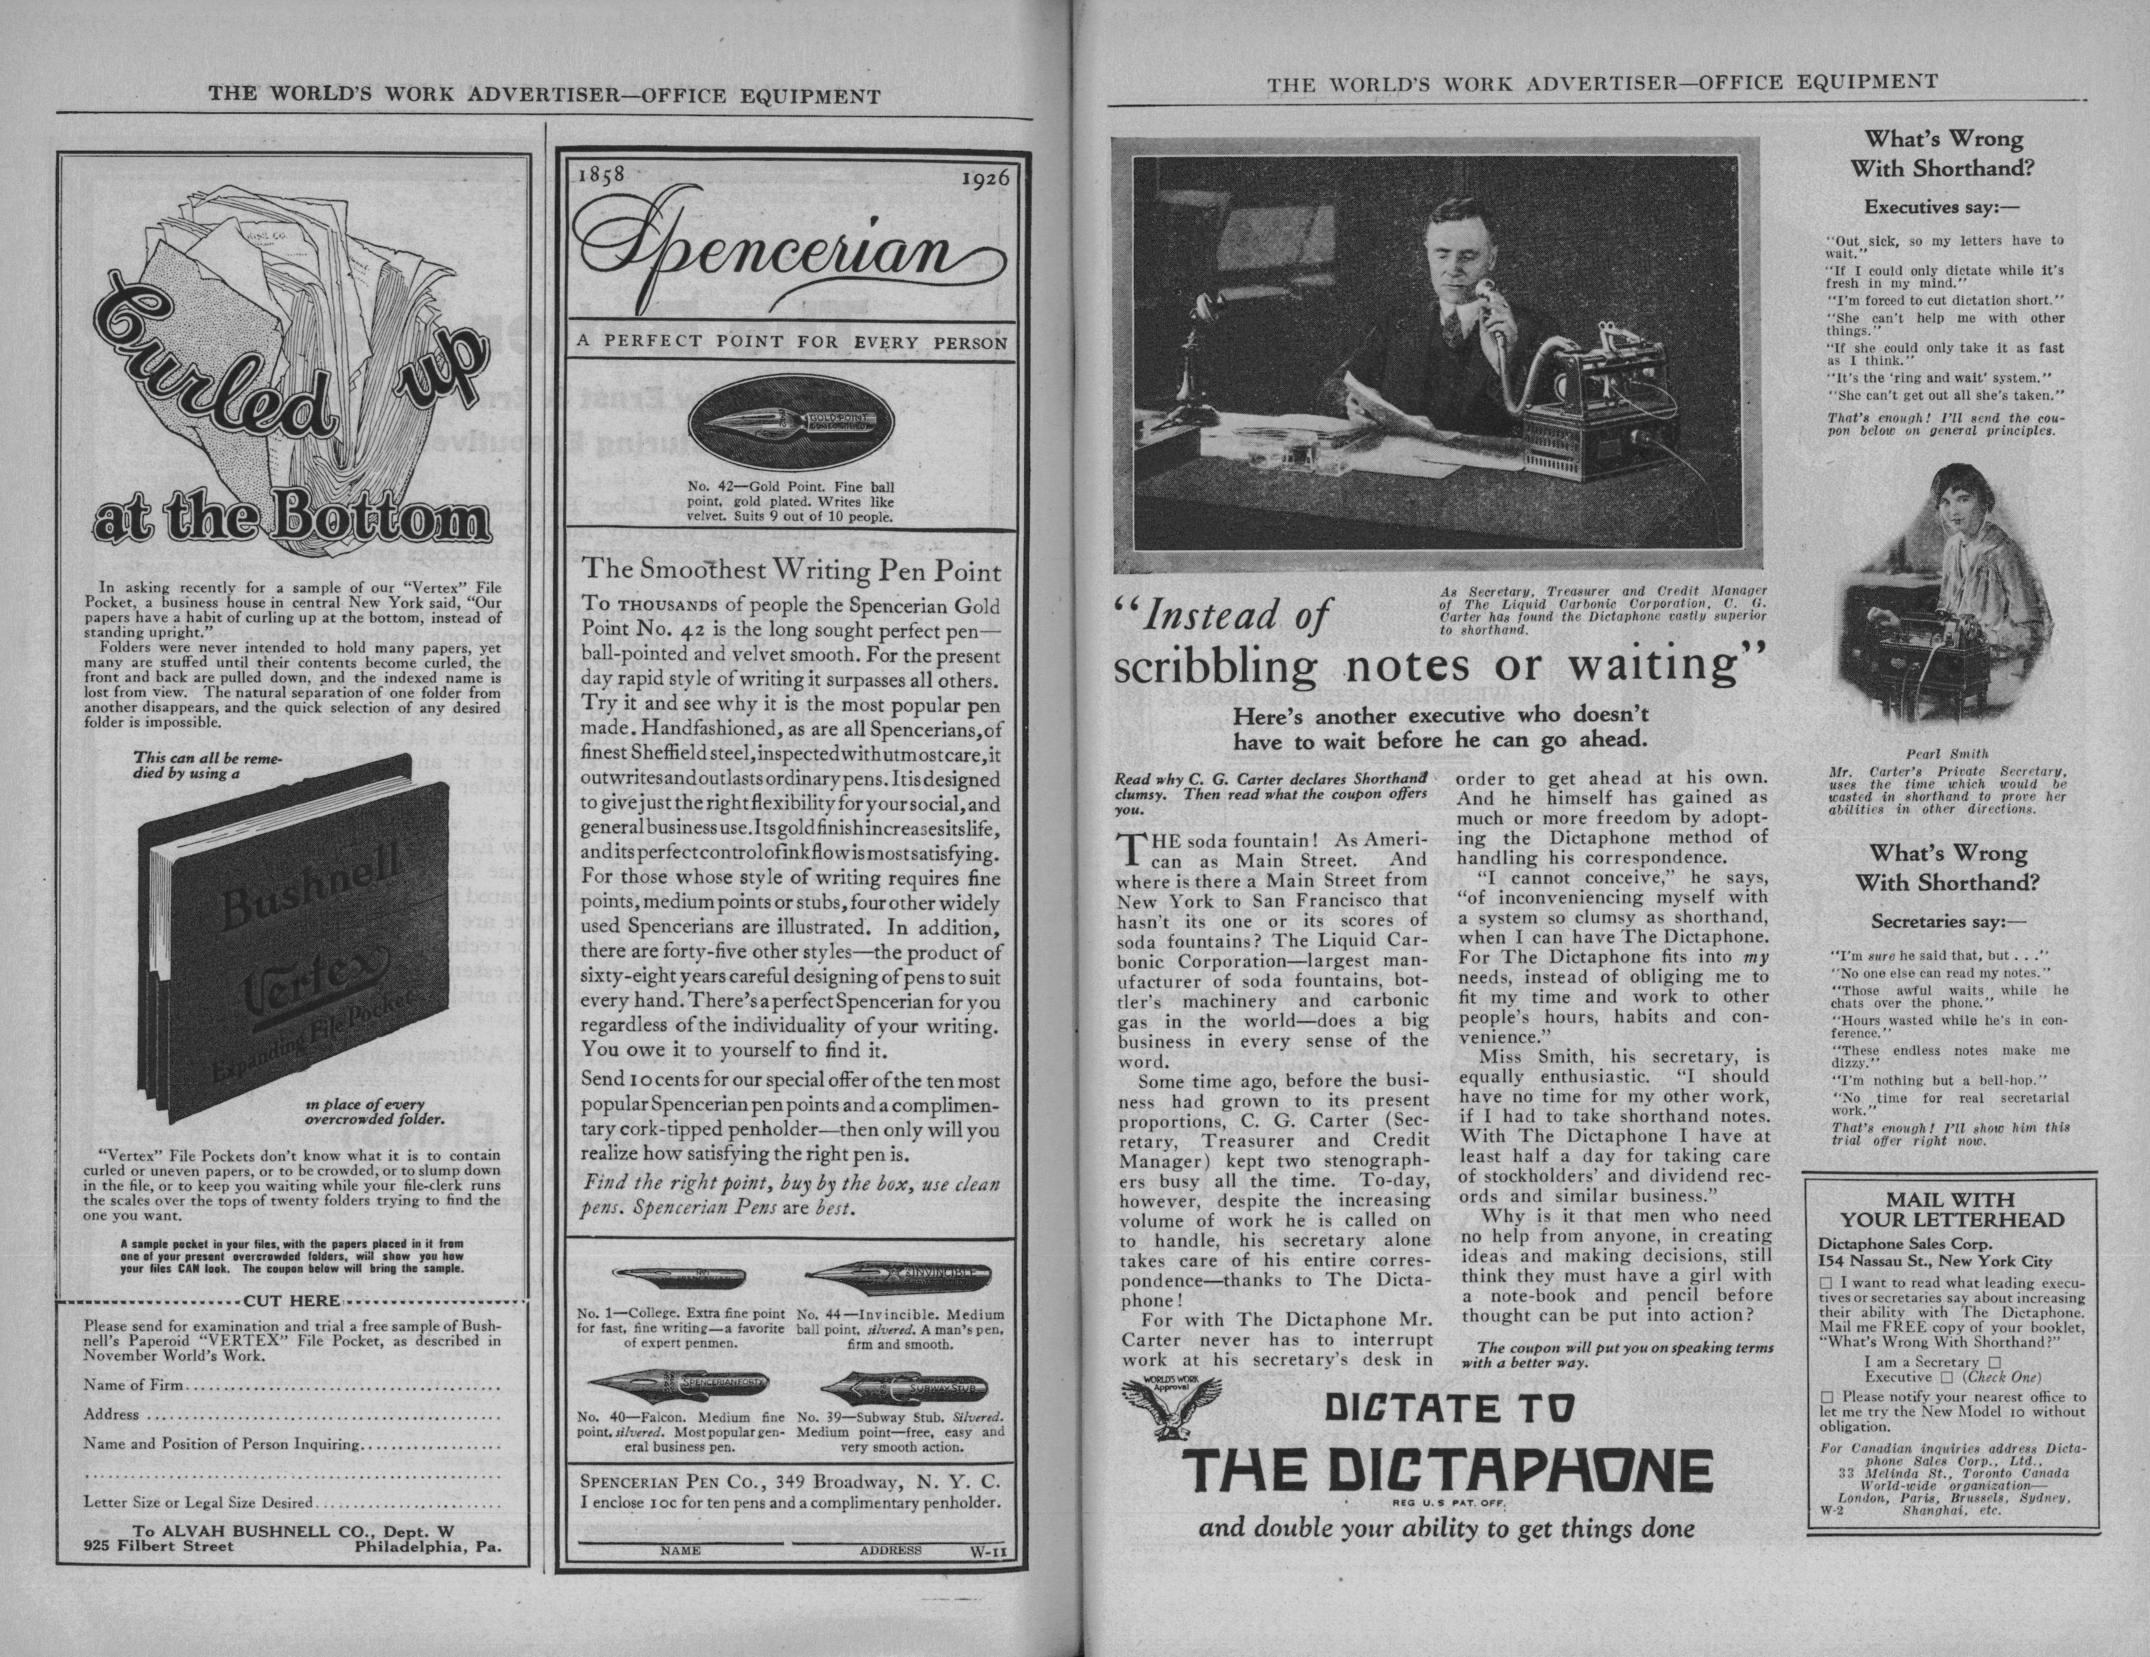 THE WORLD'S WORK ADVERTISER—OFFICE EQUIPMENT
Curled up
at the Bottom
In asking recently for a sample of our "Vertex" File
Pocket, a business house in central New York said, "Our
papers have a habit of curling up at the bottom, instead of
standing upright."
Folders were never intended to hold many papers, yet
many are stuffed until their contents become curled, the
front and back are pulled down, and the indexed name is
lost from view. The natural separation of one folder from
another disappears, and the quick selection of any desired
folder is impossible.
This can all be reme-
died by using a
Bushnell
Vertex
Expanding File Pocket
in place of every
overcrowded folder.
"Vertex" File Pockets don't know what it is to contain
curled or uneven papers, or to be crowded, or to slump down
in the file, or to keep you waiting while your file-clerk runs
the scales over the tops of twenty folders trying to find the
one you want.
A sample pocket in your files, with the papers placed in it from
one of your present overcrowded folders, will show you how
your files CAN look. The coupon below will bring the sample.
CUT HERE
Please send for examination and trial a free sample of Bush-
nell's Paperoid "VERTEX" File Pocket, as described in
November World's Work.
Name of Firm
Address
Name and Position of Person Inquiring
Letter Size or Legal Size Desired
To ALVAH BUSHNELL CO., Dept. W
925 Filbert Street Philadelphia, Pa.
1858 1926
Spencerian
A PERFECT POINT FOR EVERY PERSON
GOLD POINT
No. 42—Gold Point. Fine ball
point, gold plated. Writes like
velvet. Suits 9 out of 10 people.
The Smoothest Writing Pen Point
To THOUSANDS of people the Spencerian Gold
Point No. 42 is the long sought perfect pen—
ball-pointed and velvet smooth. For the present
day rapid style of writing it surpasses all others.
Try it and see why it is the most popular pen
made. Handfashioned, as are all Spencerians, of
finest Sheffield steel, inspected with utmost care, it
outwrites and outlasts ordinary pens. It is designed
to give just the right flexibility for your social, and
general business use. Its gold finish increases its life,
and its perfect control of ink flow is most satisfying.
For those whose style of writing requires fine
points, medium points or stubs, four other widely
used Spencerians are illustrated. In addition,
there are forty-five other styles—the product of
sixty-eight years careful designing of pens to suit
every hand. There's a perfect Spencerian for you
regardless of the individuality of your writing.
You owe it to yourself to find it.
Send 10 cents for our special offer of the ten most
popular Spencerian pen points and a complimen-
tary cork-tipped penholder—then only will you
realize how satisfying the right pen is.
Find the right point, buy by the box, use clean
pens. Spencerian Pens are best.
No. 1—College. Extra fine point
for fast, fine writing—a favorite
of expert penmen.
INVINCIBLE
No. 44—Invincible. Medium
ball point, silvered. A man's pen,
firm and smooth.
No. 40—Falcon. Medium fine
point, silvered. Most popular gen-
eral business pen.
SUBWAY STUB
No. 39—Subway Stub. Silvered.
Medium point—free, easy and
very smooth action.
SPENCERIAN PEN CO., 349 Broadway, N. Y. C.
I enclose 10c for ten pens and a complimentary penholder.
NAME ADDRESS W-11
THE WORLD'S WORK ADVERTISER—OFFICE EQUIPMENT
As Secretary, Treasurer and Credit Manager
of The Liquid Carbonic Corporation, C. G.
Carter has found the Dictaphone vastly superior
to shorthand.
"Instead of
scribbling notes or waiting"
Here's another executive who doesn't
have to wait before he can go ahead.
Read why C. G. Carter declares Shorthand
clumsy. Then read what the coupon offers
you.
THE soda fountain! As Ameri-
can as Main Street. And
where is there a Main Street from
New York to San Francisco that
hasn't its one or its scores of
soda fountains? The Liquid Car-
bonic Corporation—largest man-
ufacturer of soda fountains, bot-
tler's machinery and carbonic
gas in the world—does a big
business in every sense of the
word.
Some time ago, before the busi-
ness had grown to its present
proportions, C. G. Carter (Sec-
retary, Treasurer and Credit
Manager) kept two stenograph-
ers busy all the time. To-day,
however, despite the increasing
volume of work he is called on
to handle, his secretary alone
takes care of his entire corres-
pondence—thanks to The Dicta-
phone!
For with The Dictaphone Mr.
Carter never has to interrupt
work at his secretary's desk in
order to get ahead at his own.
And he himself has gained as
much or more freedom by adopt-
ing the Dictaphone method of
handling his correspondence.
"I cannot conceive," he says,
"of inconveniencing myself with
a system so clumsy as shorthand,
when I can have The Dictaphone.
For The Dictaphone fits into my
needs, instead of obliging me to
fit my time and work to other
people's hours, habits and con-
venience."
Miss Smith, his secretary, is
equally enthusiastic. "I should
have no time for my other work,
if I had to take shorthand notes.
With The Dictaphone I have at
least half a day for taking care
of stockholders' and dividend rec-
ords and similar business."
Why is it that men who need
no help from anyone, in creating
ideas and making decisions, still
think they must have a girl with
a note-book and pencil before
thought can be put into action?
The coupon will put you on speaking terms
with a better way.
WORLD'S WORK
Approval
DICTATE TO
THE DICTAPHONE
REG U. S PAT. OFF.
and double your ability to get things done
What's Wrong
With Shorthand?
Executives say:—
"Out sick, so my letters have to
wait."
"If I could only dictate while it's
fresh in my mind."
"I'm forced to cut dictation short."
"She can't help me with other
things."
"If she could only take it as fast
as I think."
"It's the 'ring and wait' system."
"She can't get out all she's taken."
That's enough! I'll send the cou-
pon below on general principles.
Pearl Smith
Mr. Carter's Private Secretary,
uses the time which would be
wasted in shorthand to prove her
abilities in other directions.
What's Wrong
With Shorthand?
Secretaries say:—
"I'm sure he said that, but . . ."
"No one else can read my notes."
"Those awful waits while he
chats over the phone."
"Hours wasted while he's in con-
ference."
"These endless notes make me
dizzy."
"I'm nothing but a bell-hop."
"No time for real secretarial
work."
That's enough! I'll show him this
trial offer right now.
MAIL WITH
YOUR LETTERHEAD
Dictaphone Sales Corp.
154 Nassau St., New York City
☐ I want to read what leading execu-
tives or secretaries say about increasing
their ability with The Dictaphone.
Mail me FREE copy of your booklet,
"What's Wrong With Shorthand?"
I am a Secretary ☐
Executive ☐ (Check One)
☐ Please notify your nearest office to
let me try the New Model 10 without
obligation.
For Canadian inquiries address Dicta-
phone Sales Corp., Ltd.,
33 Melinda St., Toronto Canada
World-wide organization—
London, Paris, Brussels, Sydney,
W-2 Shanghai, etc.